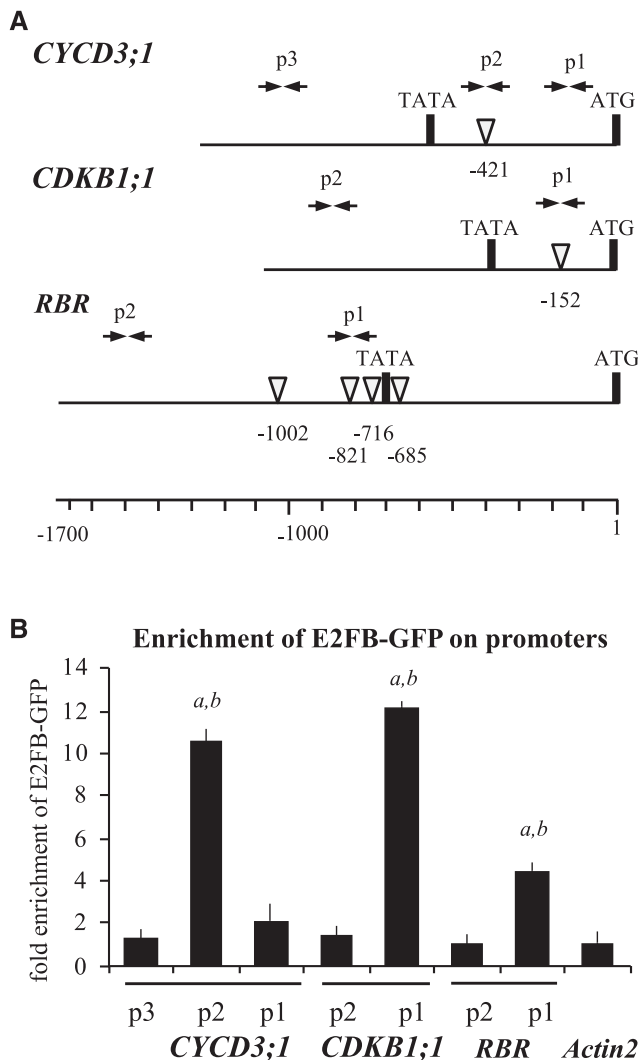 A
CYCD3;1
p3 p2 p1
TATA ATG
-421
CDKB1;1
p2 p1
TATA ATG
-152
RBR
p2 p1
TATA ATG
-1002 -716
-821 -685
-1700 -1000 1
B
Enrichment of E2FB-GFP on promoters
fold enrichment of E2FB-GFP
14
12
10
8
6
4
2
0
a,b a,b a,b
p3 p2 p1 p2 p1 p2 p1
CYCD3;1 CDKB1;1 RBR Actin2